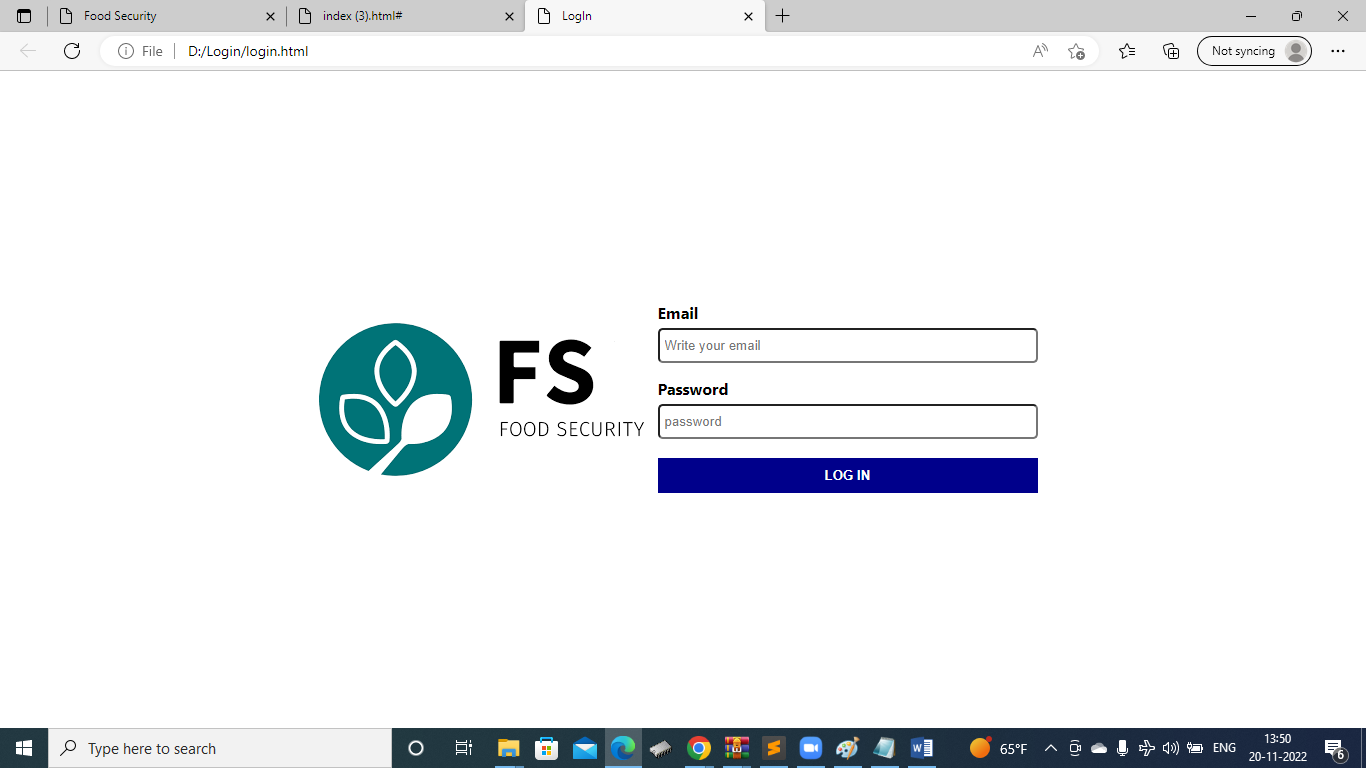 Food Security
index (3).html#
LogIn
File
D:/Login/login.html
Not syncing
Email
Write your email
FS
FOOD SECURITY
Password
password
LOG IN
Type here to search
65°F
ENG
13:50
20-11-2022
6